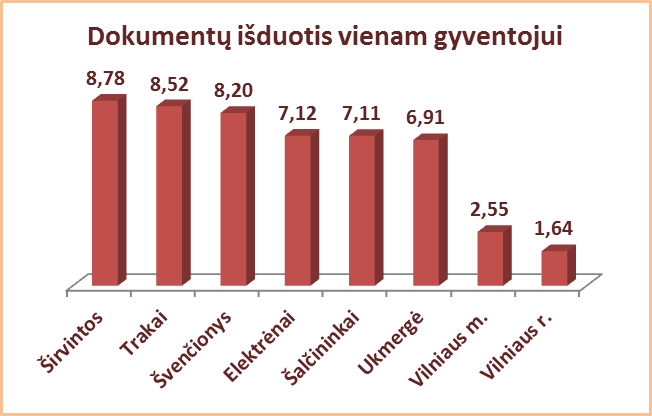 Dokumentų išduotis vienam gyventojui
8,78
8,52
8,20
7,12
7,11
6,91
2,55
1,64
Širvintos
Trakai
Švenčionys
Elektrėnai
Šalčininkai
Ukmergė
Vilniaus m.
Vilniaus r.